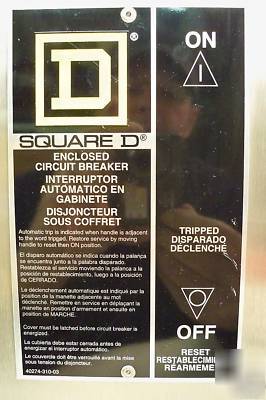 D
®
SQUARE D®
ENCLOSED
CIRCUIT BREAKER
INTERRUPTOR
AUTOMATICO EN
GABINETE
DISJONCTEUR
SOUS COFFRET
Automatic trip is indicated when handle is adjacent
to the word tripped. Restore service by moving
handle to reset then ON position.
El disparo automático se indica cuando la palanca
se encuentra junto a la palabra disparado.
Restablezca el servicio moviendo la palanca a la
posición de restablecimiento, luego a la posición
de CERRADO.
Le déclenchement automatique est indiqué par la
position de la manette adjacente au mot
déclenché. Remettre en service en déplaçant la
manette en position d'armement et ensuite en
position de MARCHE.
Cover must be latched before circuit breaker is
energized.
La cubierta debe estar cerrada antes de
energizar el interruptor automático.
Le couvercle doit être verrouillé avant la mise
sous tension du disjoncteur.
40274-310-03
ON
I
TRIPPED
DISPARADO
DÉCLENCHÉ
O
OFF
RESET
RESTABLECIMIENTO
RÉARMEMENT